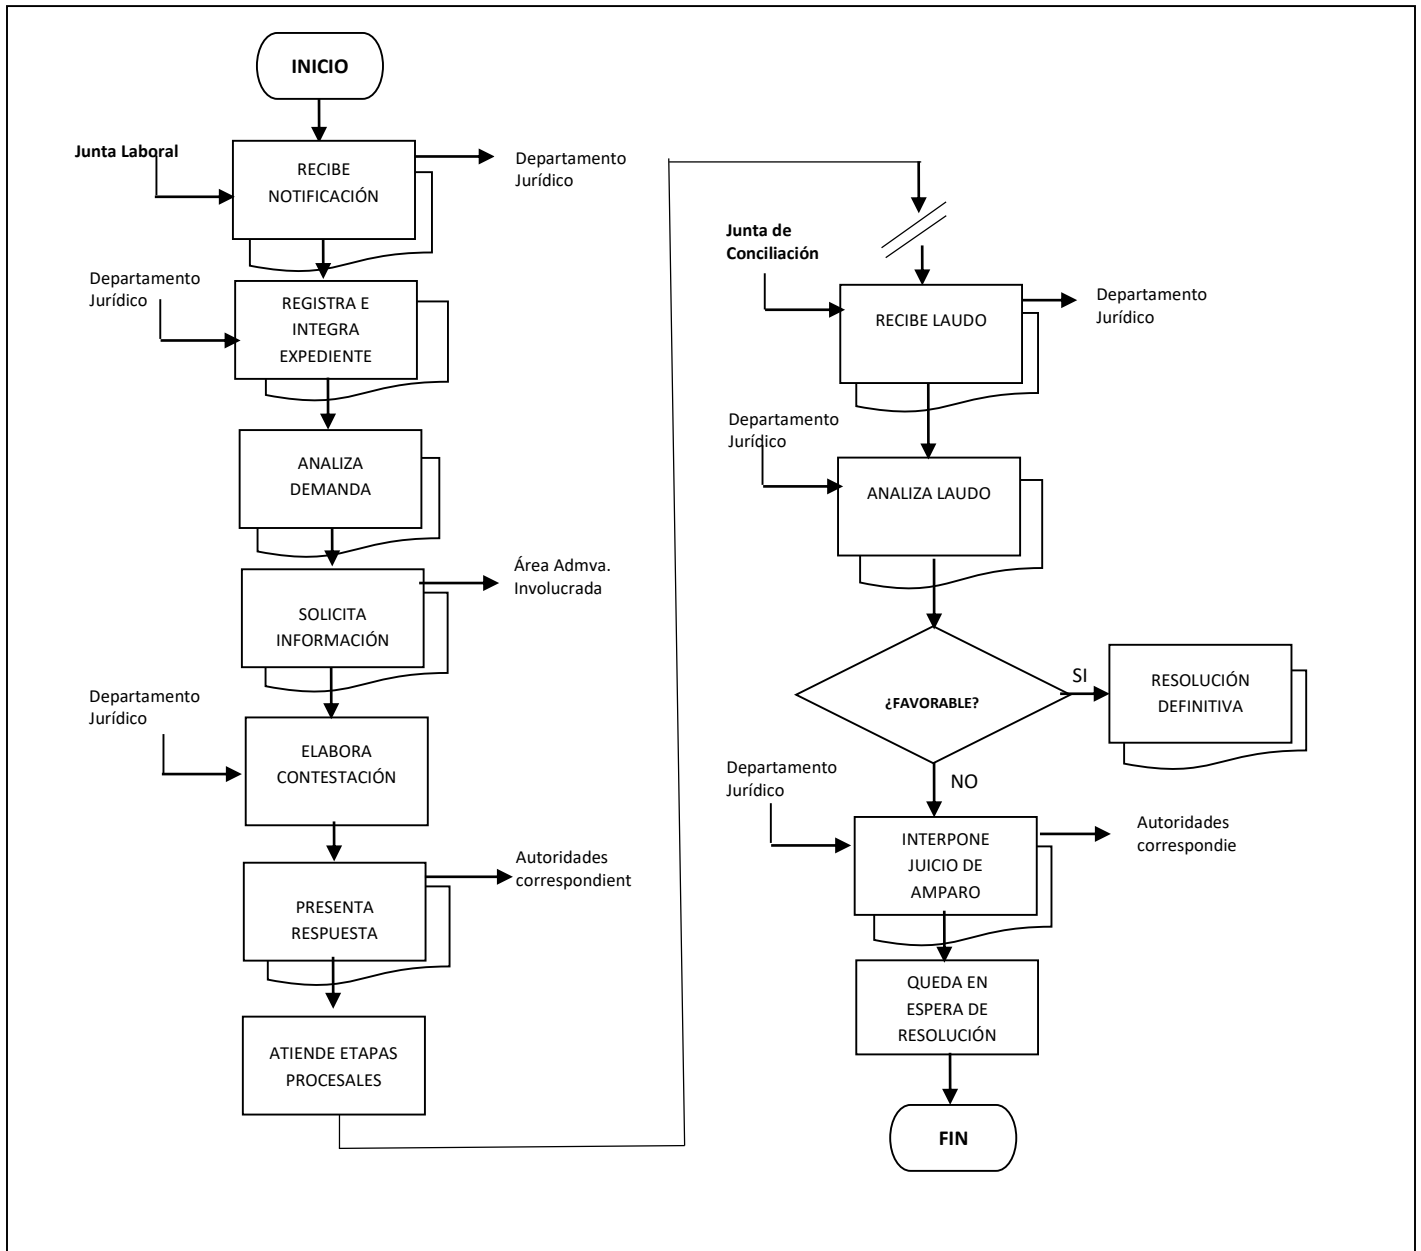 INICIO
Junta Laboral
RECIBE
NOTIFICACIÓN
Departamento
Jurídico
Departamento
Jurídico
REGISTRA E
INTEGRA
EXPEDIENTE
ANALIZA
DEMANDA
SOLICITA
INFORMACIÓN
Área Admva.
Involucrada
Departamento
Jurídico
ELABORA
CONTESTACIÓN
PRESENTA
RESPUESTA
Autoridades
correspondient
ATIENDE ETAPAS
PROCESALES
Junta de
Conciliación
RECIBE LAUDO
Departamento
Jurídico
Departamento
Jurídico
ANALIZA LAUDO
¿FAVORABLE?
SI
RESOLUCIÓN
DEFINITIVA
NO
Departamento
Jurídico
INTERPONE
JUICIO DE
AMPARO
Autoridades
correspondie
QUEDA EN
ESPERA DE
RESOLUCIÓN
FIN